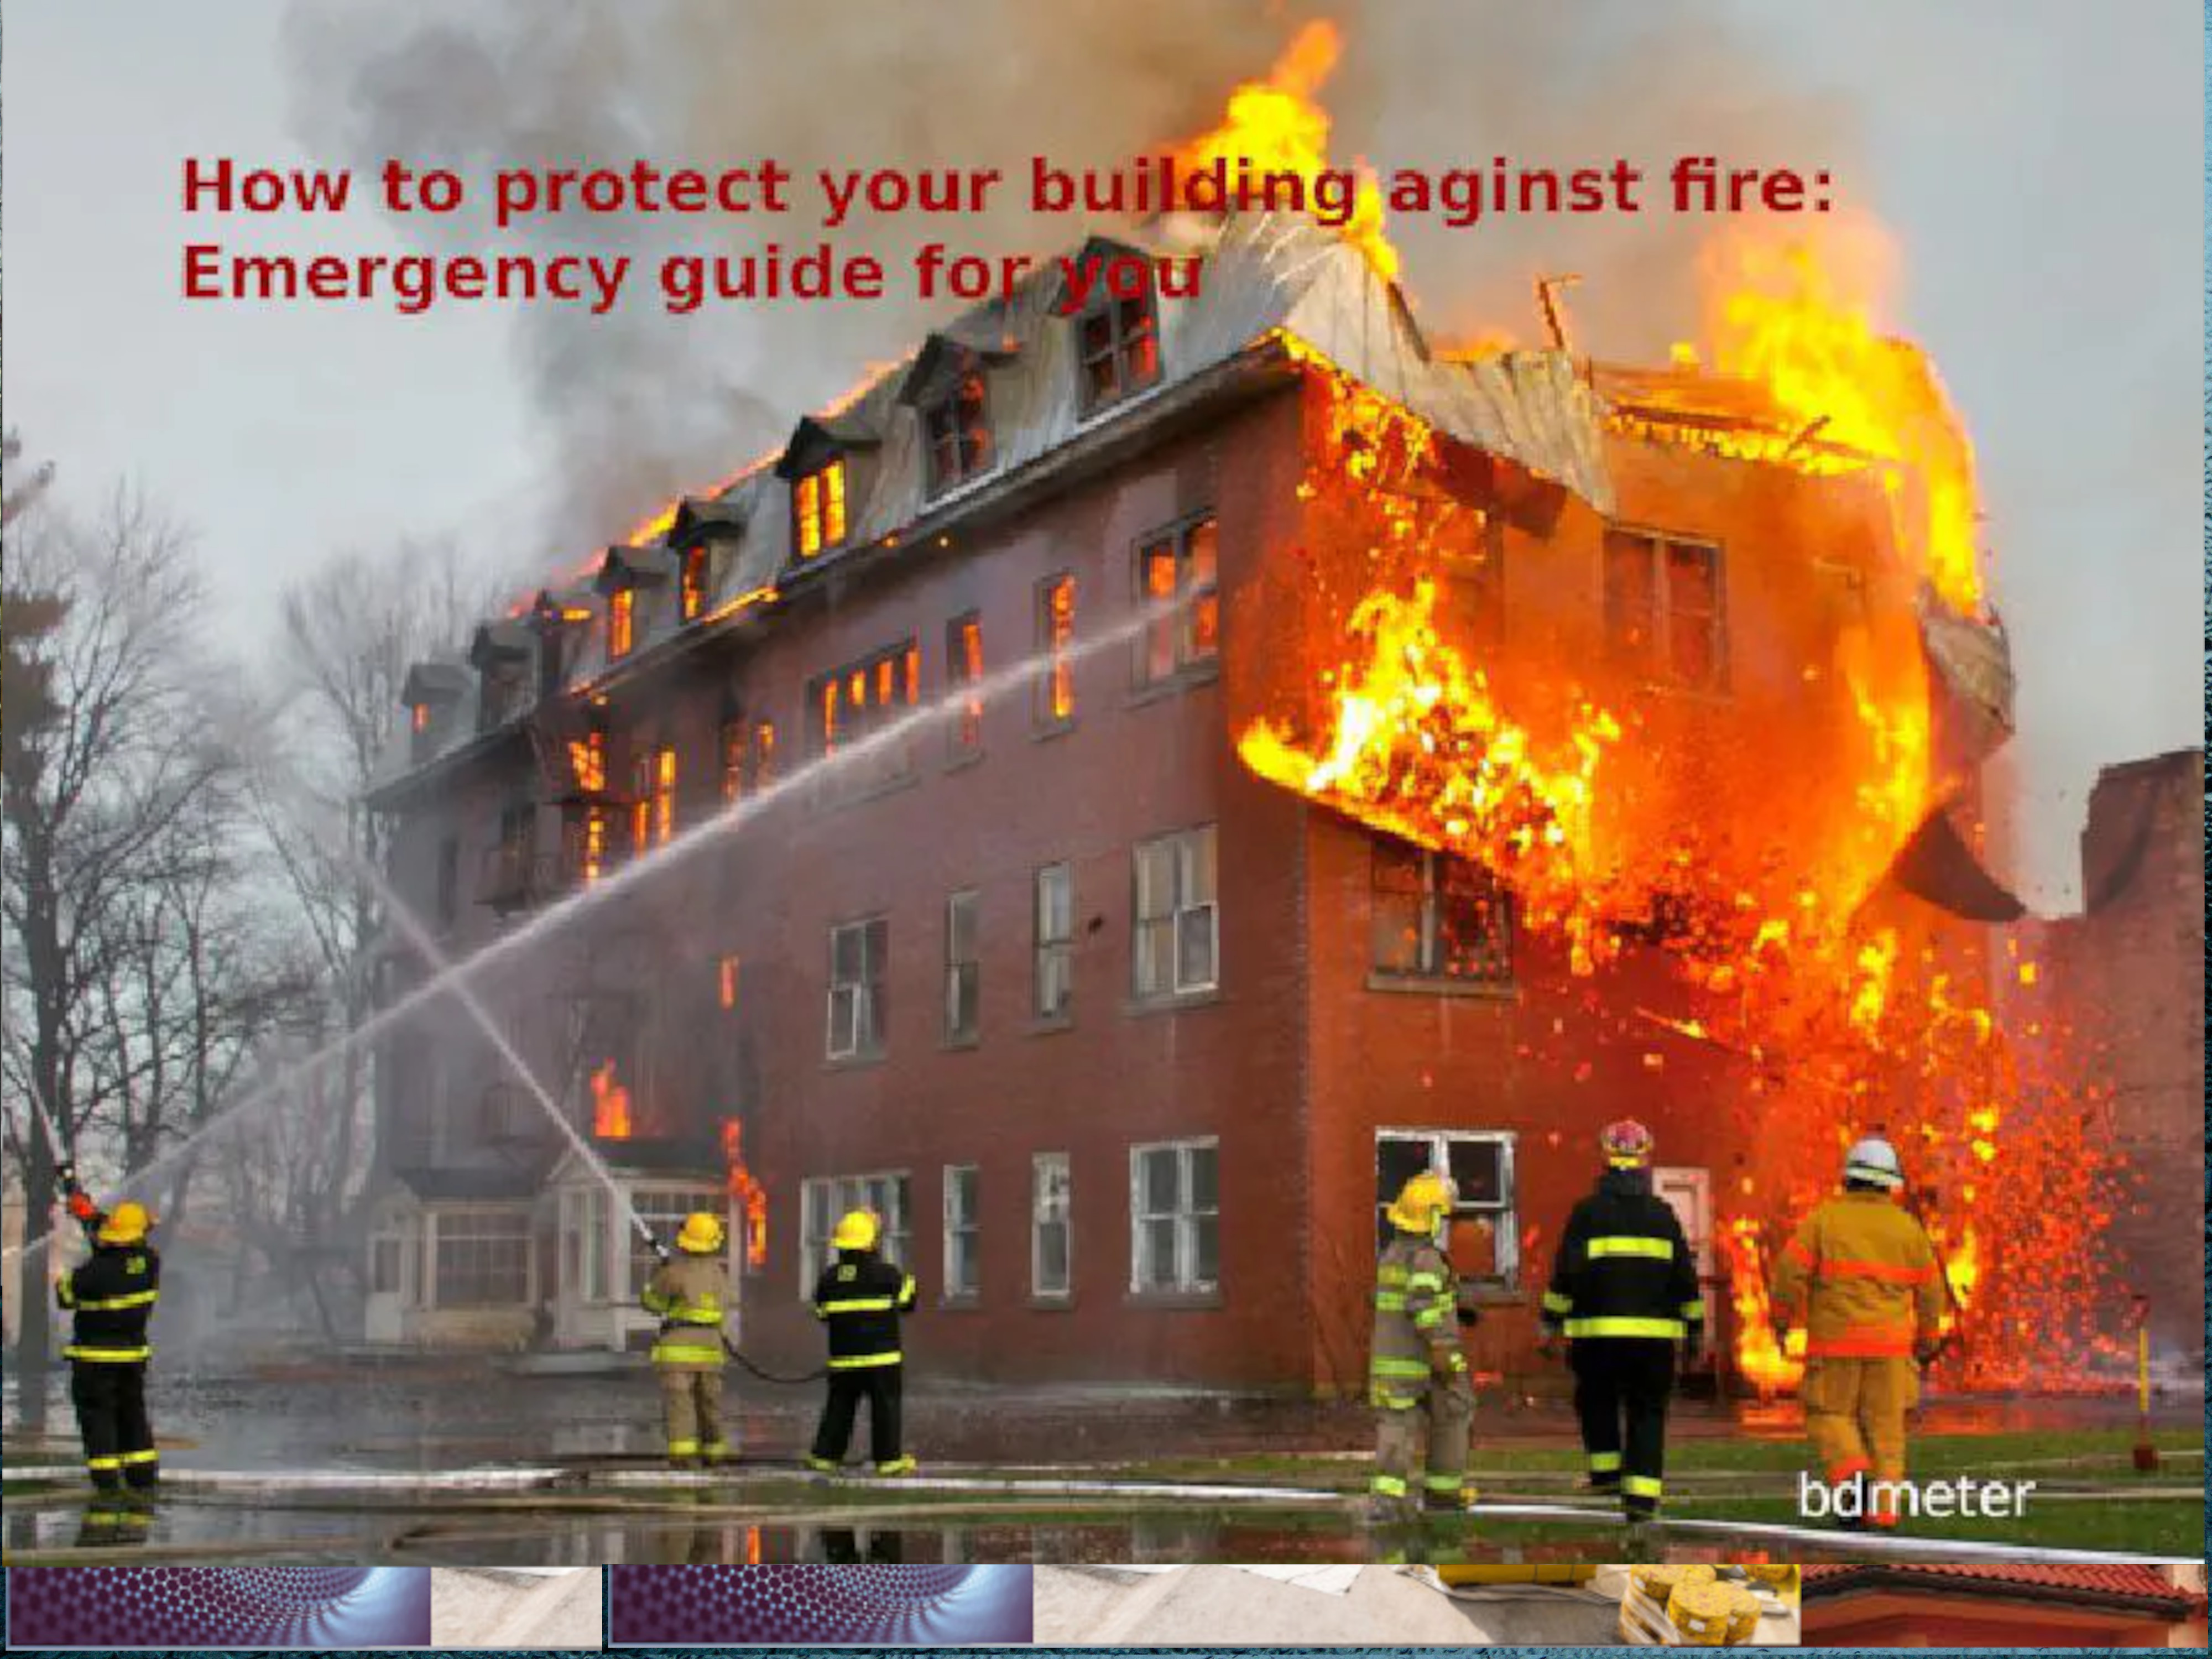 How to protect your building aginst fire:
Emergency guide for you
bdmeter